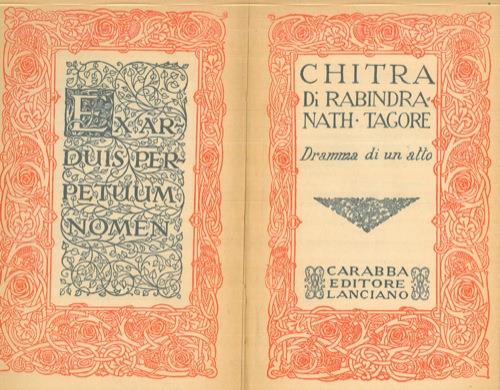 EX AR-
DUIS PER-
PETUUM
NOMEN
CHITRA
Di RABINDRA-
NATH · TAGORE
Dramma di un atto
CARABBA
EDITORE
LANCIANO